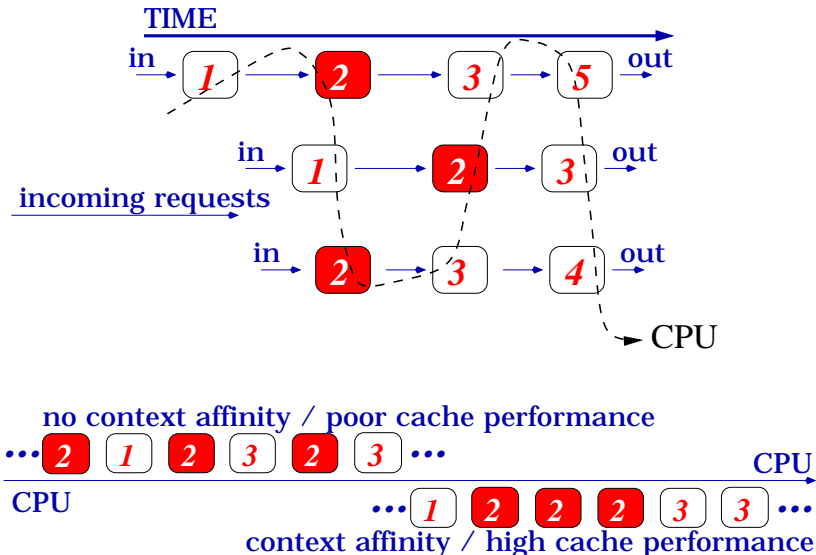 TIME
in 1 2 3 5 out
in 1 2 3 out
incoming requests
in 2 3 4 out
CPU
no context affinity / poor cache performance
••• 2 1 2 3 2 3 •••
CPU
CPU
••• 1 2 2 2 3 3 •••
context affinity / high cache performance